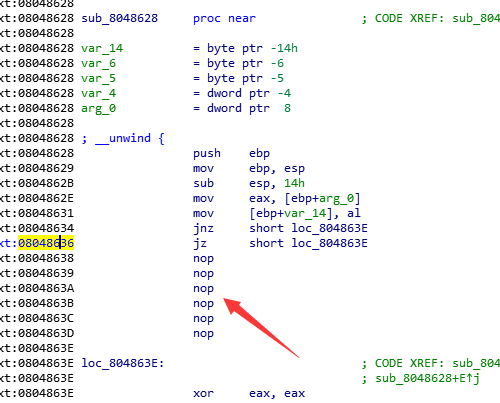 xt:08048628
xt:08048628 sub_8048628 proc near ; CODE XREF: sub_804
xt:08048628
xt:08048628 var_14 = byte ptr -14h
xt:08048628 var_6 = byte ptr -6
xt:08048628 var_5 = byte ptr -5
xt:08048628 var_4 = dword ptr -4
xt:08048628 arg_0 = dword ptr 8
xt:08048628
xt:08048628 ; __unwind {
xt:08048628 push ebp
xt:08048629 mov ebp, esp
xt:0804862B sub esp, 14h
xt:0804862E mov eax, [ebp+arg_0]
xt:08048631 mov [ebp+var_14], al
xt:08048634 jnz short loc_804863E
xt:08048636 jz short loc_804863E
xt:08048638 nop
xt:08048639 nop
xt:0804863A nop
xt:0804863B nop
xt:0804863C nop
xt:0804863D nop
xt:0804863E
xt:0804863E loc_804863E: ; CODE XREF: sub_804
xt:0804863E ; sub_8048628+E↑j
xt:0804863E xor eax, eax